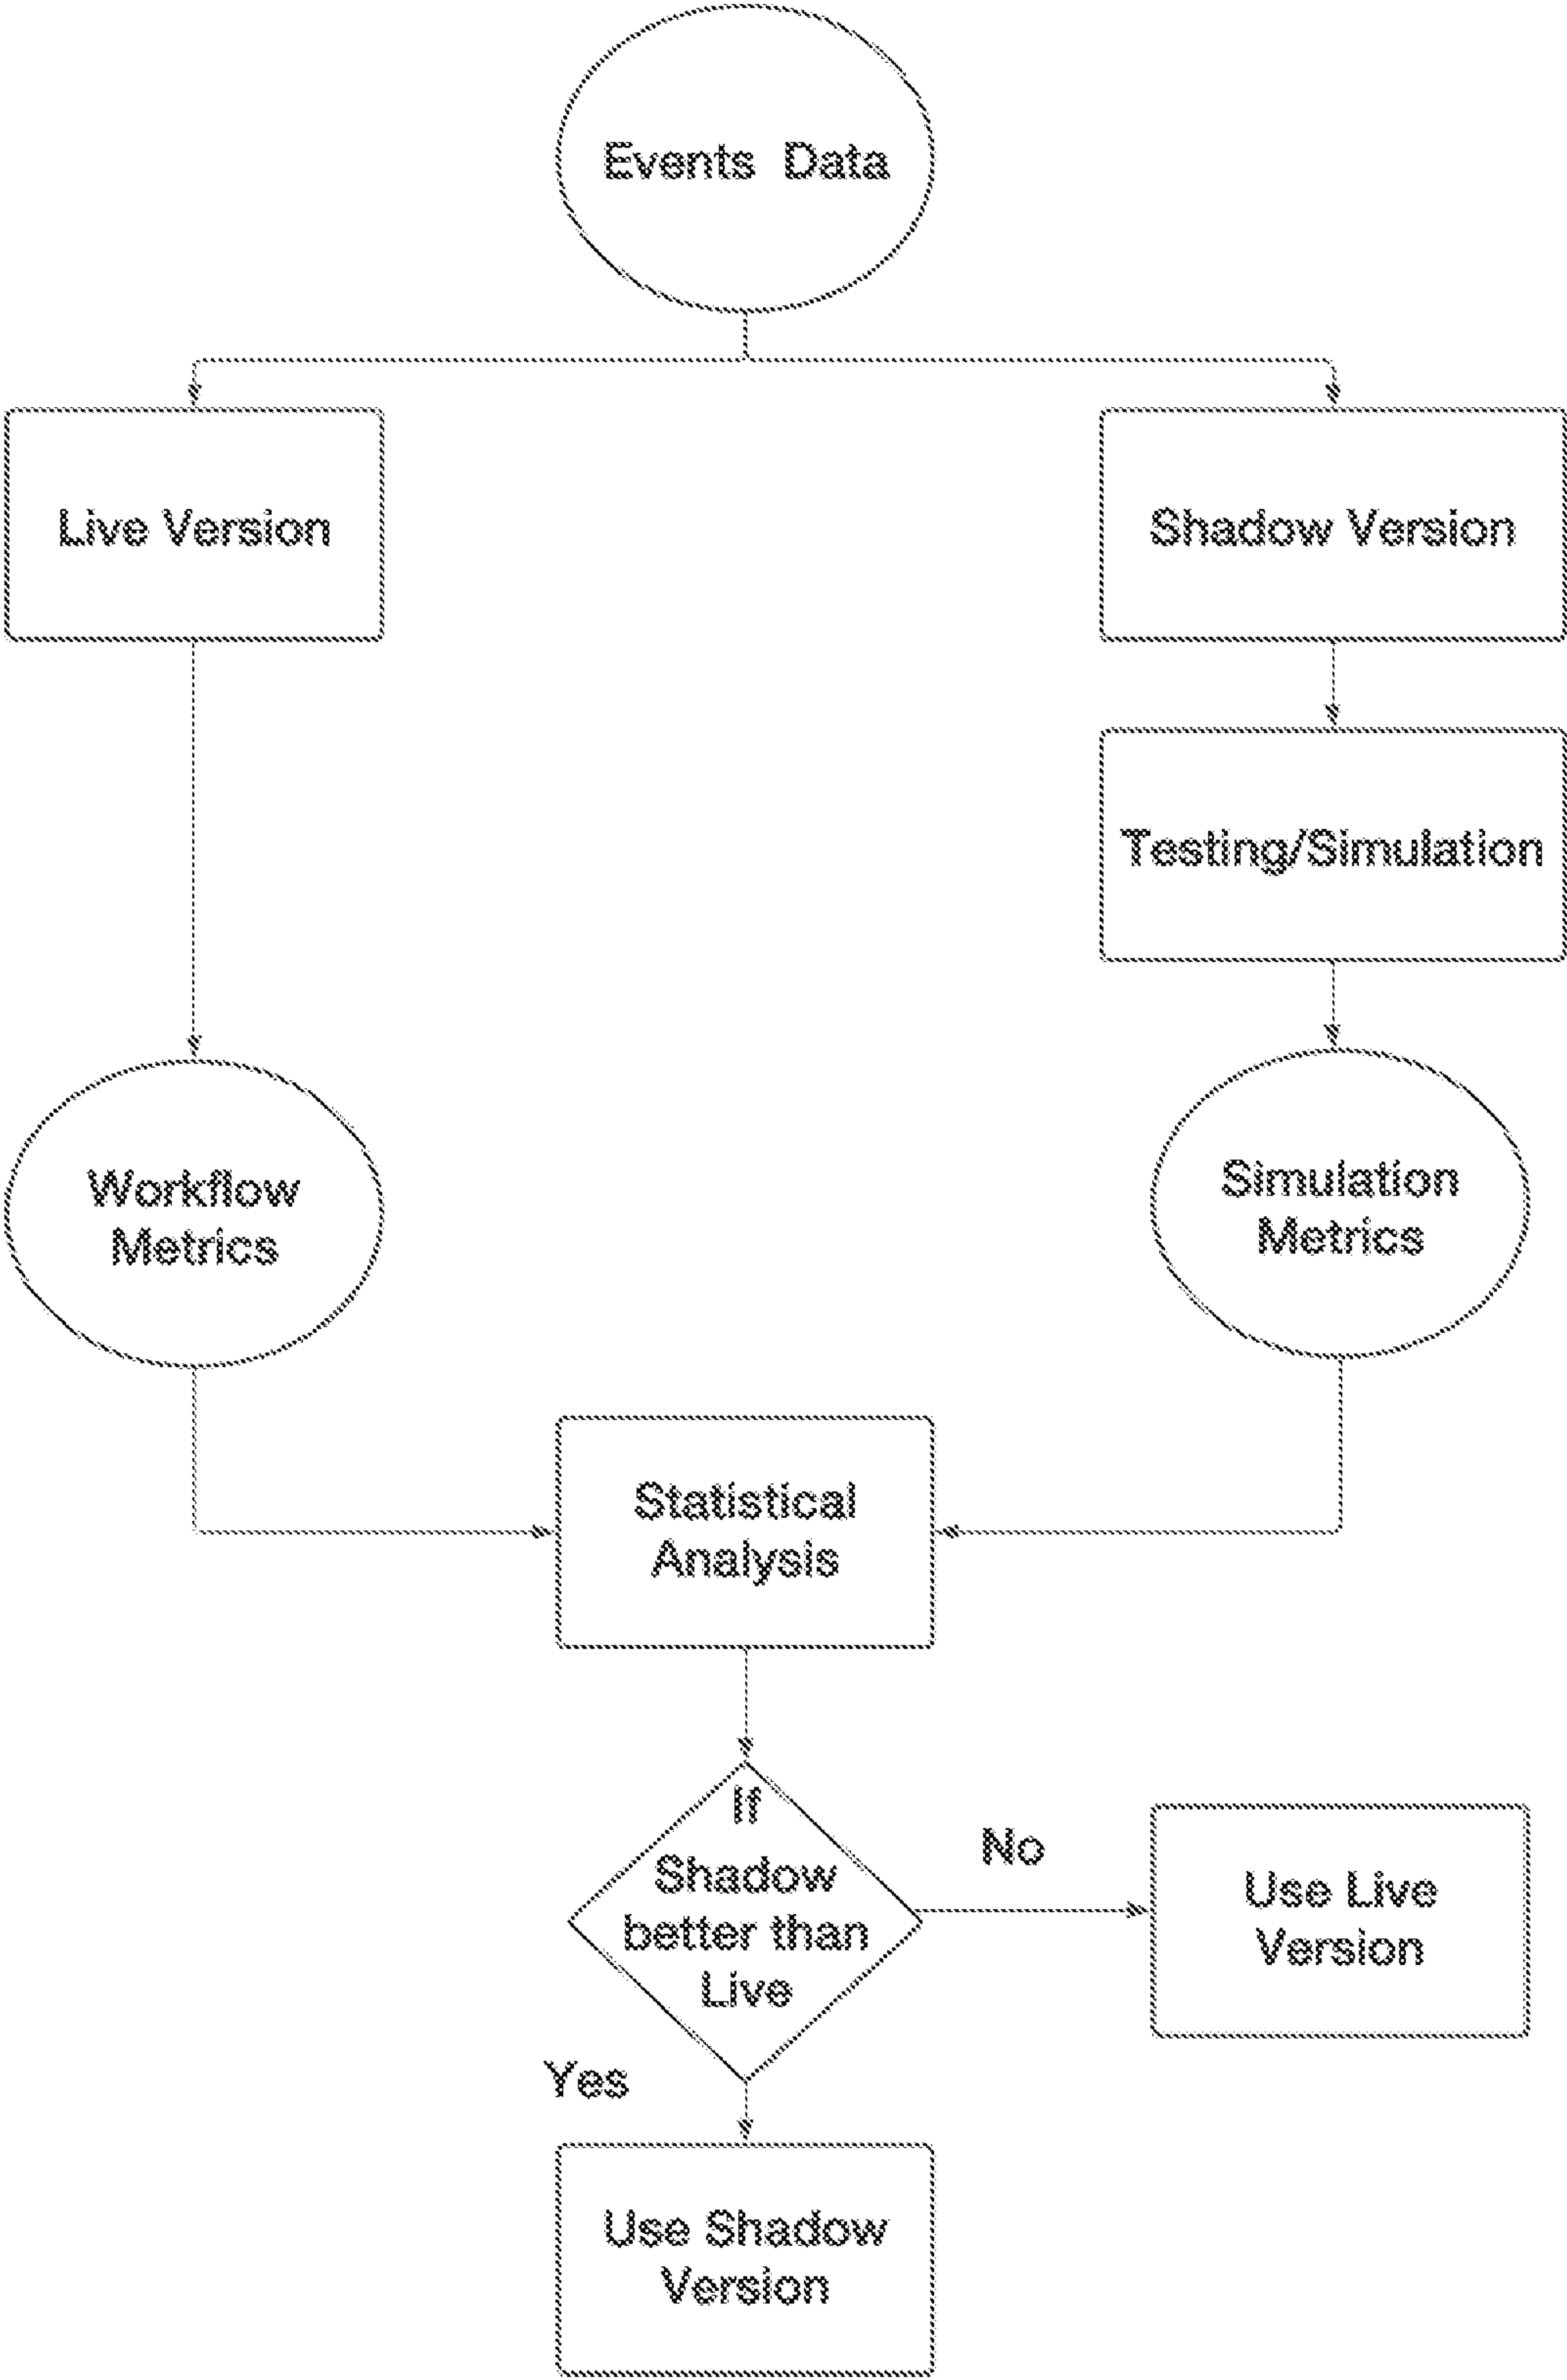 Events Data
Live Version
Shadow Version
Testing/Simulation
Workflow
Metrics
Simulation
Metrics
Statistical
Analysis
If
Shadow
better than
Live
No
Use Live
Version
Yes
Use Shadow
Version